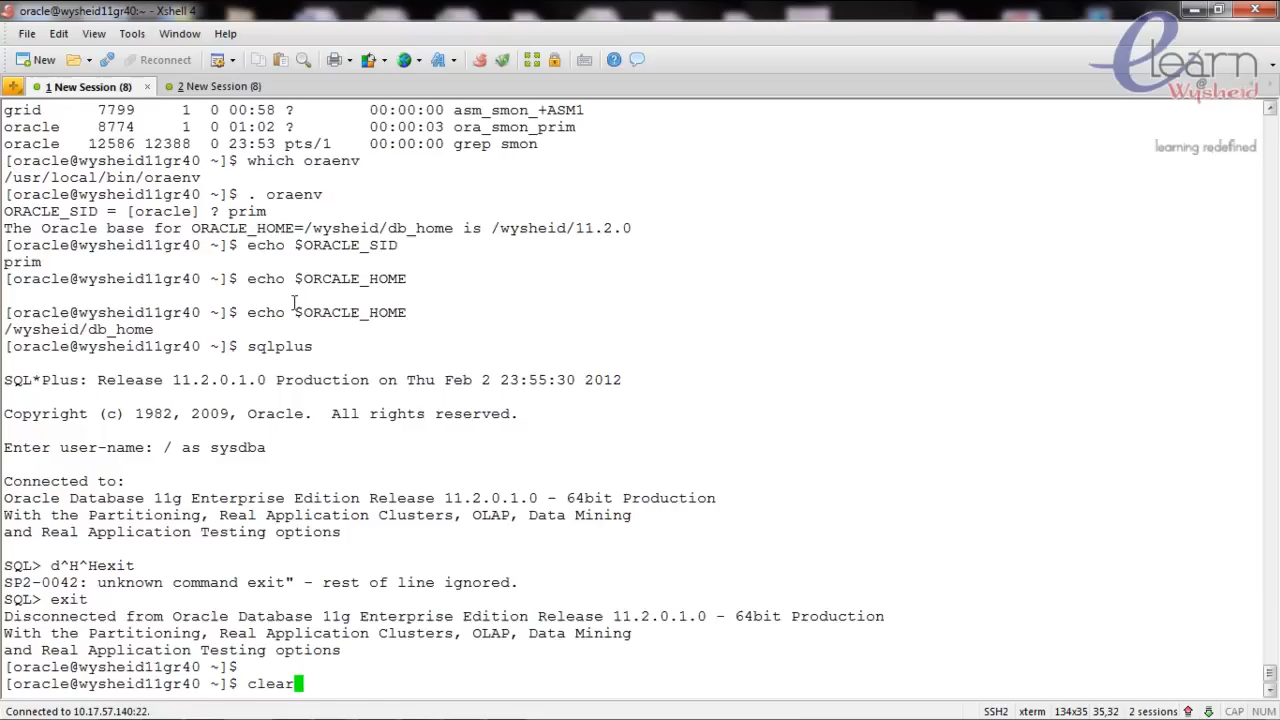 oracle@wysheid11gr40:~ - Xshell 4
File Edit View Tools Window Help
New Reconnect
1 New Session (8) × 2 New Session (8)
elearn
@
Wysheid
learning redefined
grid 7799 1 0 00:58 ? 00:00:00 asm_smon_+ASM1
oracle 8774 1 0 01:02 ? 00:00:03 ora_smon_prim
oracle 12586 12388 0 23:53 pts/1 00:00:00 grep smon
[oracle@wysheid11gr40 ~]$ which oraenv
/usr/local/bin/oraenv
[oracle@wysheid11gr40 ~]$ . oraenv
ORACLE_SID = [oracle] ? prim
The Oracle base for ORACLE_HOME=/wysheid/db_home is /wysheid/11.2.0
[oracle@wysheid11gr40 ~]$ echo $ORACLE_SID
prim
[oracle@wysheid11gr40 ~]$ echo $ORCALE_HOME
[oracle@wysheid11gr40 ~]$ echo $ORACLE_HOME
/wysheid/db_home
[oracle@wysheid11gr40 ~]$ sqlplus
SQL*Plus: Release 11.2.0.1.0 Production on Thu Feb 2 23:55:30 2012
Copyright (c) 1982, 2009, Oracle.  All rights reserved.
Enter user-name: / as sysdba
Connected to:
Oracle Database 11g Enterprise Edition Release 11.2.0.1.0 - 64bit Production
With the Partitioning, Real Application Clusters, OLAP, Data Mining
and Real Application Testing options
SQL> d^H^Hexit
SP2-0042: unknown command exit" - rest of line ignored.
SQL> exit
Disconnected from Oracle Database 11g Enterprise Edition Release 11.2.0.1.0 - 64bit Production
With the Partitioning, Real Application Clusters, OLAP, Data Mining
and Real Application Testing options
[oracle@wysheid11gr40 ~]$
[oracle@wysheid11gr40 ~]$ clear
Connected to 10.17.57.140:22. SSH2 xterm 134x35 35,32 2 sessions CAP NUM